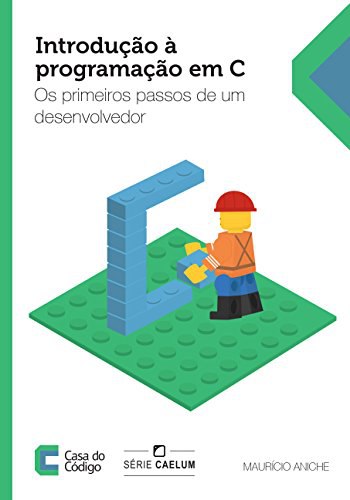 Introdução à
programação em C
Os primeiros passos de um
desenvolvedor
Casa do
Código
SÉRIE CAELUM
MAURÍCIO ANICHE